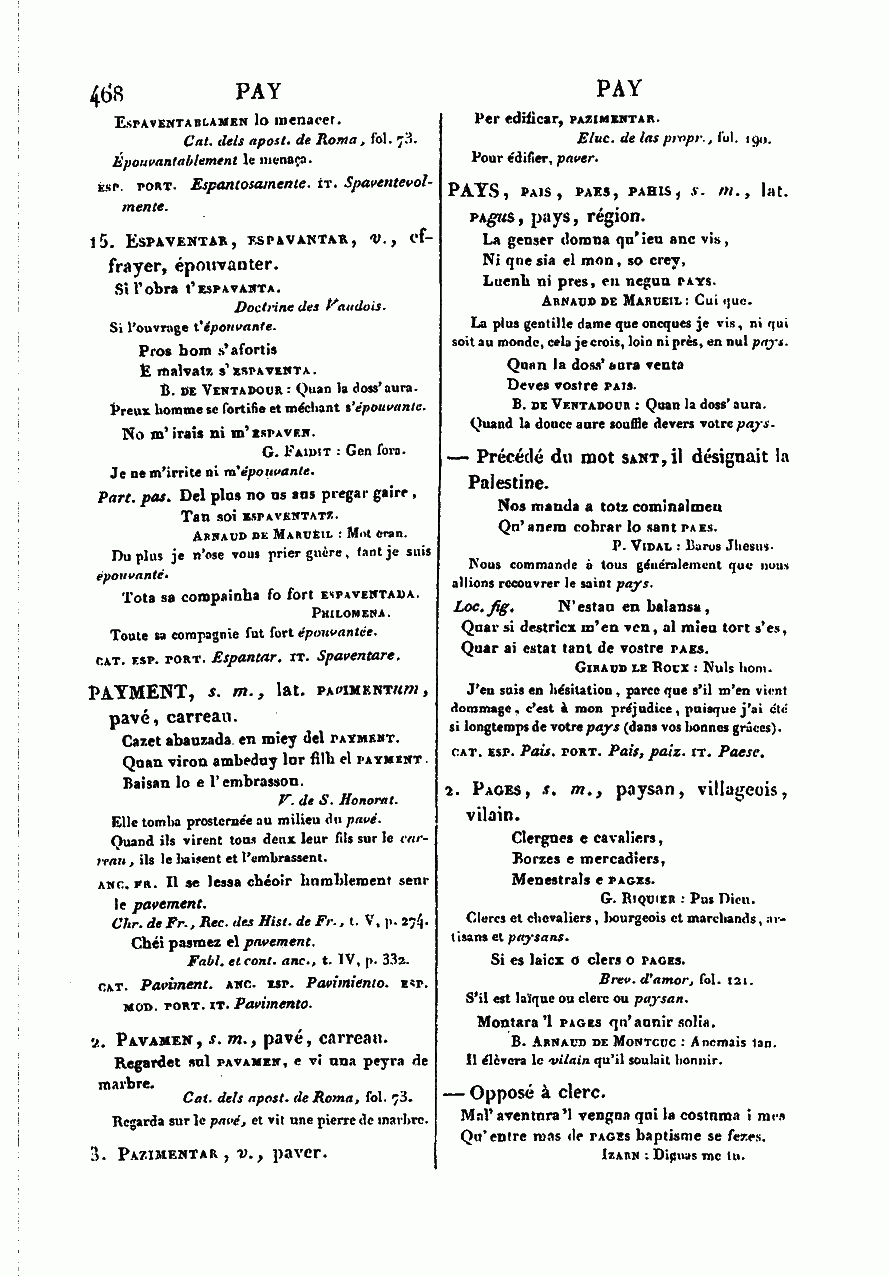 468 PAY
PAY
ESPAVENTABLAMEN lo menacet.
Cat. dels apost. de Roma, fol. 73.
Épouvantablement le menaça.
ESP. PORT. Espantosamente. IT. Spaventevol-
mente.
15. ESPAVENTAR, ESPAVANTAR, v., ef-
frayer, épouvanter.
Si l'obra t'ESPAVANTA.
Doctrine des Vaudois.
Si l'ouvrage t'épouvante.
Pros hom s'afortis
E malvatz s'ESPAVENTA.
B. DE VENTADOUR : Quan la doss'aura.
Preux homme se fortifie et méchant s'épouvante.
No m'irais ni m'ESPAVEN.
G. FAIDIT : Gen fora.
Je ne m'irrite ni m'épouvante.
Part. pas. Del plus no us aus pregar gaire,
Tan soi ESPAVENTATZ.
ARNAUD DE MARUEIL : Mot eran.
Du plus je n'ose vous prier guère, tant je suis
épouvanté.
Tota sa compainha fo fort ESPAVENTADA.
PHILOMENA.
Toute sa compagnie fut fort épouvantée.
CAT. ESP. PORT. Espantar. IT. Spaventare.
PAYMENT, s. m., lat. PAVIMENTum,
pavé, carreau.
Cazet abauzada en miey del PAYMENT.
Quan viron ambeduy lur filh el PAYMENT.
Baisan lo e l'embrasson.
V. de S. Honorat.
Elle tomba prosternée au milieu du pavé.
Quand ils virent tous deux leur fils sur le car-
reau, ils le baisent et l'embrassent.
ANC. FR. Il se lessa chéoir humblement seur
le pavement.
Chr. de Fr., Rec. des Hist. de Fr., t. V, p. 274.
Chéi pasmez el pavement.
Fabl. et cont. anc., t. IV, p. 332.
CAT. Paviment. ANC. ESP. Pavimiento. ESP.
MOD. PORT. IT. Pavimento.
2. PAVAMEN, s. m., pavé, carreau.
Regardet sul PAVAMEN, e vi una peyra de
marbre.
Cat. dels apost. de Roma, fol. 73.
Regarda sur le pavé, et vit une pierre de marbre.
3. PAZIMENTAR, v., paver.
Per edificar, PAZIMENTAR.
Eluc. de las propr., fol. 190.
Pour édifier, paver.
PAYS, PAIS, PAES, PAHIS, s. m., lat.
PAGUS, pays, région.
La genser domna qu'ieu anc vis,
Ni que sia el mon, so crey,
Luenh ni pres, en negun PAYS.
ARNAUD DE MARUEIL : Cui que.
La plus gentille dame que oncques je vis, ni qui
soit au monde, cela je crois, loin ni près, en nul pays.
Quan la doss'aura venta
Deves vostre PAIS.
B. DE VENTADOUR : Quan la doss'aura.
Quand la douce aure souffle devers votre pays.
— Précédé du mot SANT, il désignait la
Palestine.
Nos manda a totz cominalmen
Qu'anem cobrar lo sant PAES.
P. VIDAL : Barus Jhesus.
Nous commande à tous généralement que nous
allions recouvrer le saint pays.
Loc. fig. N'estau en balansa,
Quar si destricx m'en ven, al mieu tort s'es,
Quar ai estat tant de vostre PAES.
GIRAUD LE ROUX : Nuls hom.
J'en suis en hésitation, parce que s'il m'en vient
dommage, c'est à mon préjudice, puisque j'ai été
si longtemps de votre pays (dans vos bonnes grâces).
CAT. ESP. Pais. PORT. Pais, paiz. IT. Paese.
2. PAGES, s. m., paysan, villageois,
vilain.
Clergues e cavaliers,
Borzes e mercadiers,
Menestrals e PAGES.
G. RIQUIER : Pus Dieu.
Clercs et chevaliers, bourgeois et marchands, ar-
tisans et paysans.
Si es laicx o clers o PAGES.
Brev. d'amor, fol. 121.
S'il est laïque ou clerc ou paysan.
Montara'l PAGES qu'aunir solia.
B. ARNAUD DE MONTCUC : Anemais tan.
Il élèvera le vilain qu'il soulait honnir.
— Opposé à clerc.
Mal'aventura'l vengua qui la costuma i mes
Qu'entre mas de PAGES baptisme se fezes.
IZARN : Diguas me tu.